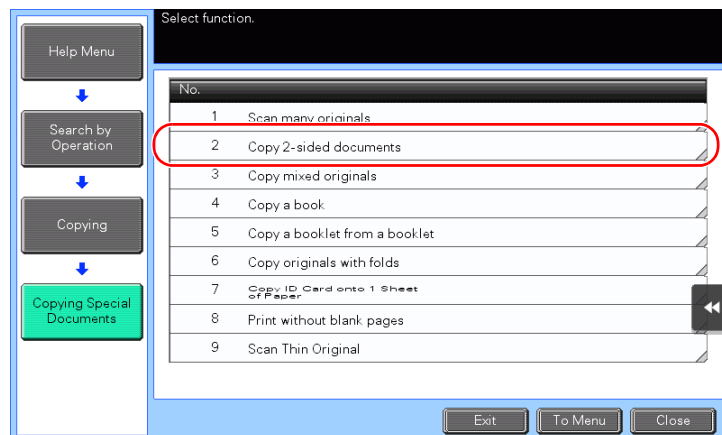 Select function.
Help Menu
Search by
Operation
Copying
Copying Special
Documents
No.
1 Scan many originals
2 Copy 2-sided documents
3 Copy mixed originals
4 Copy a book
5 Copy a booklet from a booklet
6 Copy originals with folds
7 Copy ID Card onto 1 Sheet
of Paper
8 Print without blank pages
9 Scan Thin Original
Exit To Menu Close